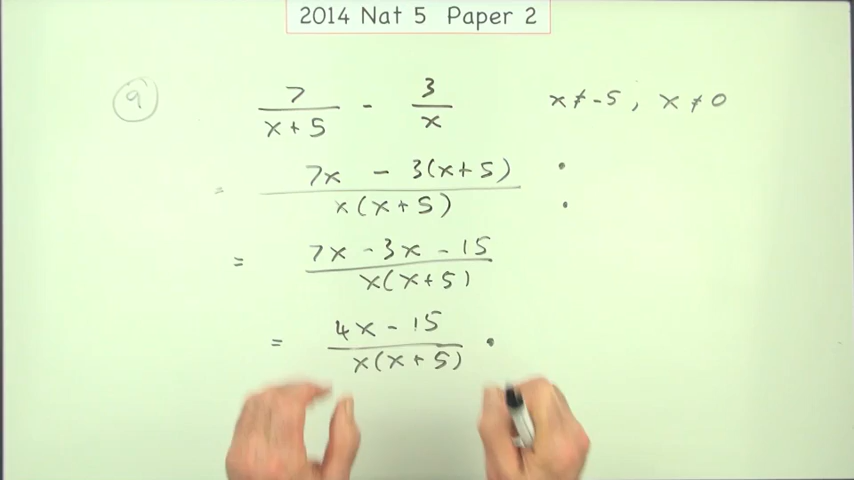 2014 Nat 5 Paper 2
9
7/(x+5) - 3/x x ≠ -5, x ≠ 0
= (7x - 3(x+5))/(x(x+5))
= (7x - 3x - 15)/(x(x+5))
= (4x - 15)/(x(x+5))